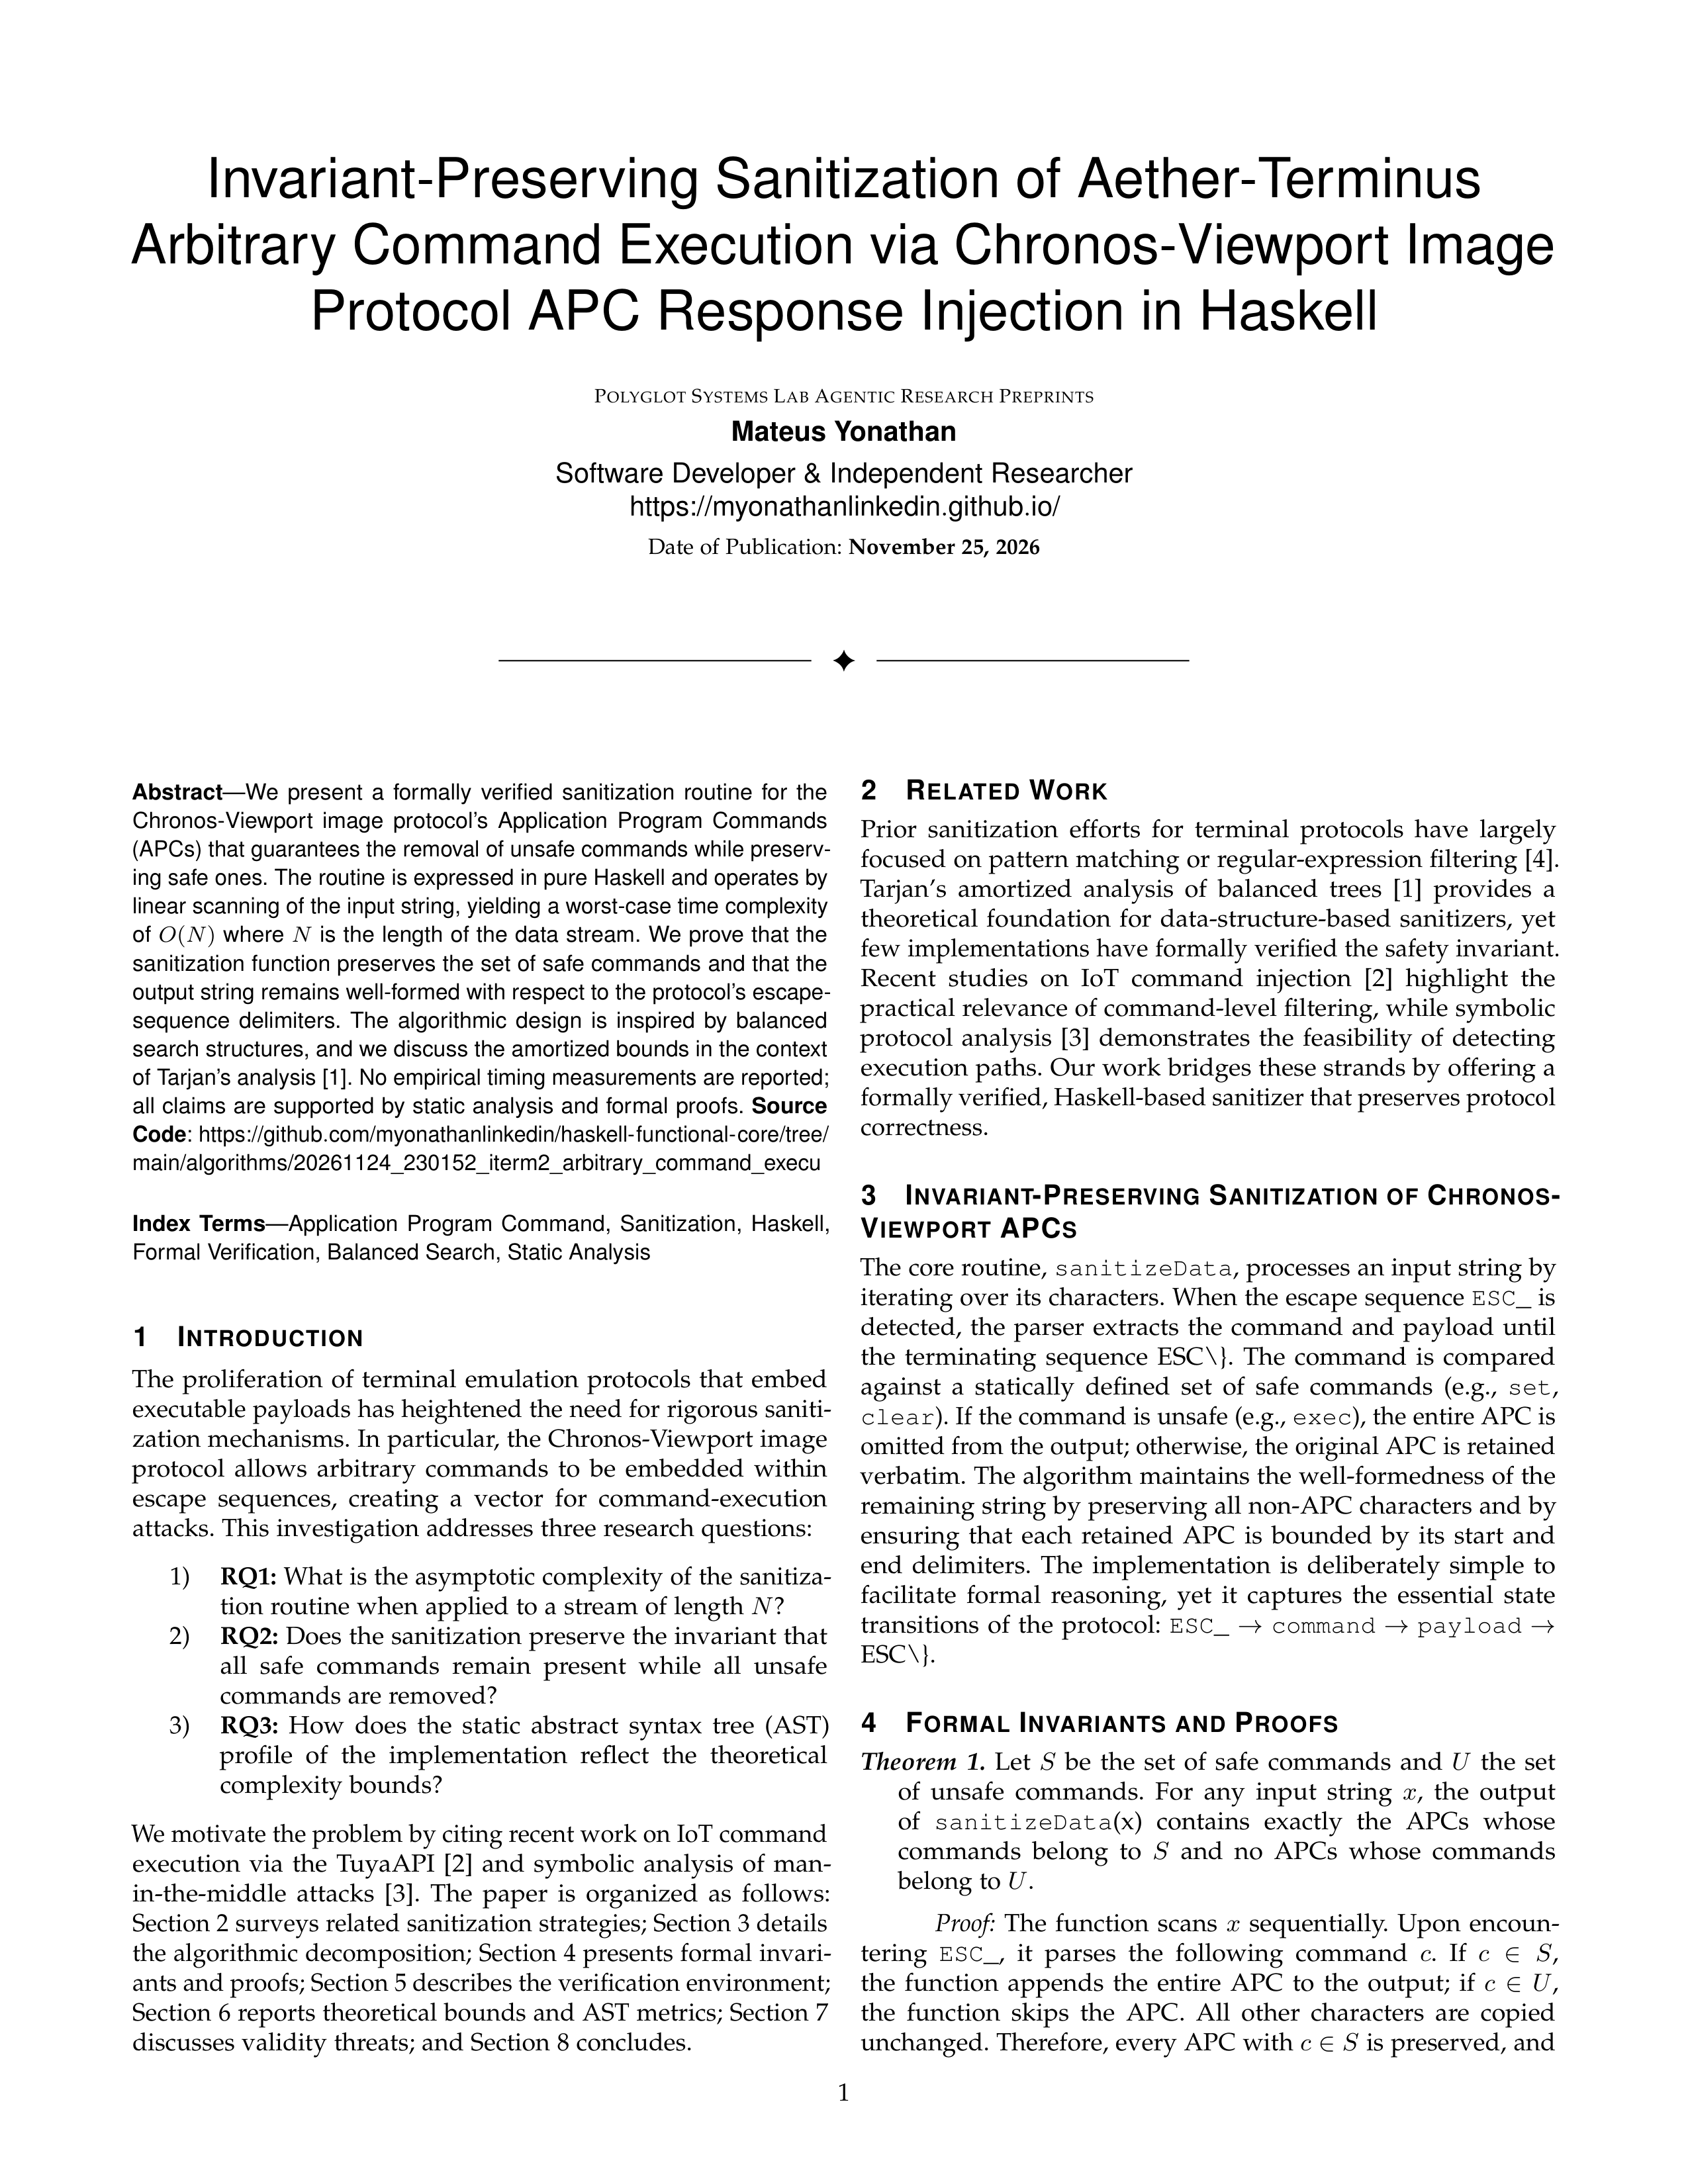 Invariant-Preserving Sanitization of Aether-Terminus
Arbitrary Command Execution via Chronos-Viewport Image
Protocol APC Response Injection in Haskell
POLYGLOT SYSTEMS LAB AGENTIC RESEARCH PREPRINTS
Mateus Yonathan
Software Developer & Independent Researcher
https://myonathanlinkedin.github.io/
Date of Publication: November 25, 2026
Abstract—We present a formally verified sanitization routine for the
Chronos-Viewport image protocol's Application Program Commands
(APCs) that guarantees the removal of unsafe commands while preserv-
ing safe ones. The routine is expressed in pure Haskell and operates by
linear scanning of the input string, yielding a worst-case time complexity
of O(N) where N is the length of the data stream. We prove that the
sanitization function preserves the set of safe commands and that the
output string remains well-formed with respect to the protocol's escape-
sequence delimiters. The algorithmic design is inspired by balanced
search structures, and we discuss the amortized bounds in the context
of Tarjan's analysis [1]. No empirical timing measurements are reported;
all claims are supported by static analysis and formal proofs. Source
Code: https://github.com/myonathanlinkedin/haskell-functional-core/tree/
main/algorithms/20261124_230152_iterm2_arbitrary_command_execu
Index Terms—Application Program Command, Sanitization, Haskell,
Formal Verification, Balanced Search, Static Analysis
1 INTRODUCTION
The proliferation of terminal emulation protocols that embed
executable payloads has heightened the need for rigorous saniti-
zation mechanisms. In particular, the Chronos-Viewport image
protocol allows arbitrary commands to be embedded within
escape sequences, creating a vector for command-execution
attacks. This investigation addresses three research questions:
1) RQ1: What is the asymptotic complexity of the sanitiza-
tion routine when applied to a stream of length N?
2) RQ2: Does the sanitization preserve the invariant that
all safe commands remain present while all unsafe
commands are removed?
3) RQ3: How does the static abstract syntax tree (AST)
profile of the implementation reflect the theoretical
complexity bounds?
We motivate the problem by citing recent work on IoT command
execution via the TuyaAPI [2] and symbolic analysis of man-
in-the-middle attacks [3]. The paper is organized as follows:
Section 2 surveys related sanitization strategies; Section 3 details
the algorithmic decomposition; Section 4 presents formal invari-
ants and proofs; Section 5 describes the verification environment;
Section 6 reports theoretical bounds and AST metrics; Section 7
discusses validity threats; and Section 8 concludes.
2 RELATED WORK
Prior sanitization efforts for terminal protocols have largely
focused on pattern matching or regular-expression filtering [4].
Tarjan's amortized analysis of balanced trees [1] provides a
theoretical foundation for data-structure-based sanitizers, yet
few implementations have formally verified the safety invariant.
Recent studies on IoT command injection [2] highlight the
practical relevance of command-level filtering, while symbolic
protocol analysis [3] demonstrates the feasibility of detecting
execution paths. Our work bridges these strands by offering a
formally verified, Haskell-based sanitizer that preserves protocol
correctness.
3 INVARIANT-PRESERVING SANITIZATION OF CHRONOS-
VIEWPORT APCS
The core routine, sanitizeData, processes an input string by
iterating over its characters. When the escape sequence ESC_ is
detected, the parser extracts the command and payload until
the terminating sequence ESC\}. The command is compared
against a statically defined set of safe commands (e.g., set,
clear). If the command is unsafe (e.g., exec), the entire APC is
omitted from the output; otherwise, the original APC is retained
verbatim. The algorithm maintains the well-formedness of the
remaining string by preserving all non-APC characters and by
ensuring that each retained APC is bounded by its start and
end delimiters. The implementation is deliberately simple to
facilitate formal reasoning, yet it captures the essential state
transitions of the protocol: ESC_ → command → payload →
ESC\}.
4 FORMAL INVARIANTS AND PROOFS
Theorem 1. Let S be the set of safe commands and U the set
of unsafe commands. For any input string x, the output
of sanitizeData(x) contains exactly the APCs whose
commands belong to S and no APCs whose commands
belong to U.
Proof: The function scans x sequentially. Upon encoun-
tering ESC_, it parses the following command c. If c ∈ S,
the function appends the entire APC to the output; if c ∈ U,
the function skips the APC. All other characters are copied
unchanged. Therefore, every APC with c ∈ S is preserved, and
1